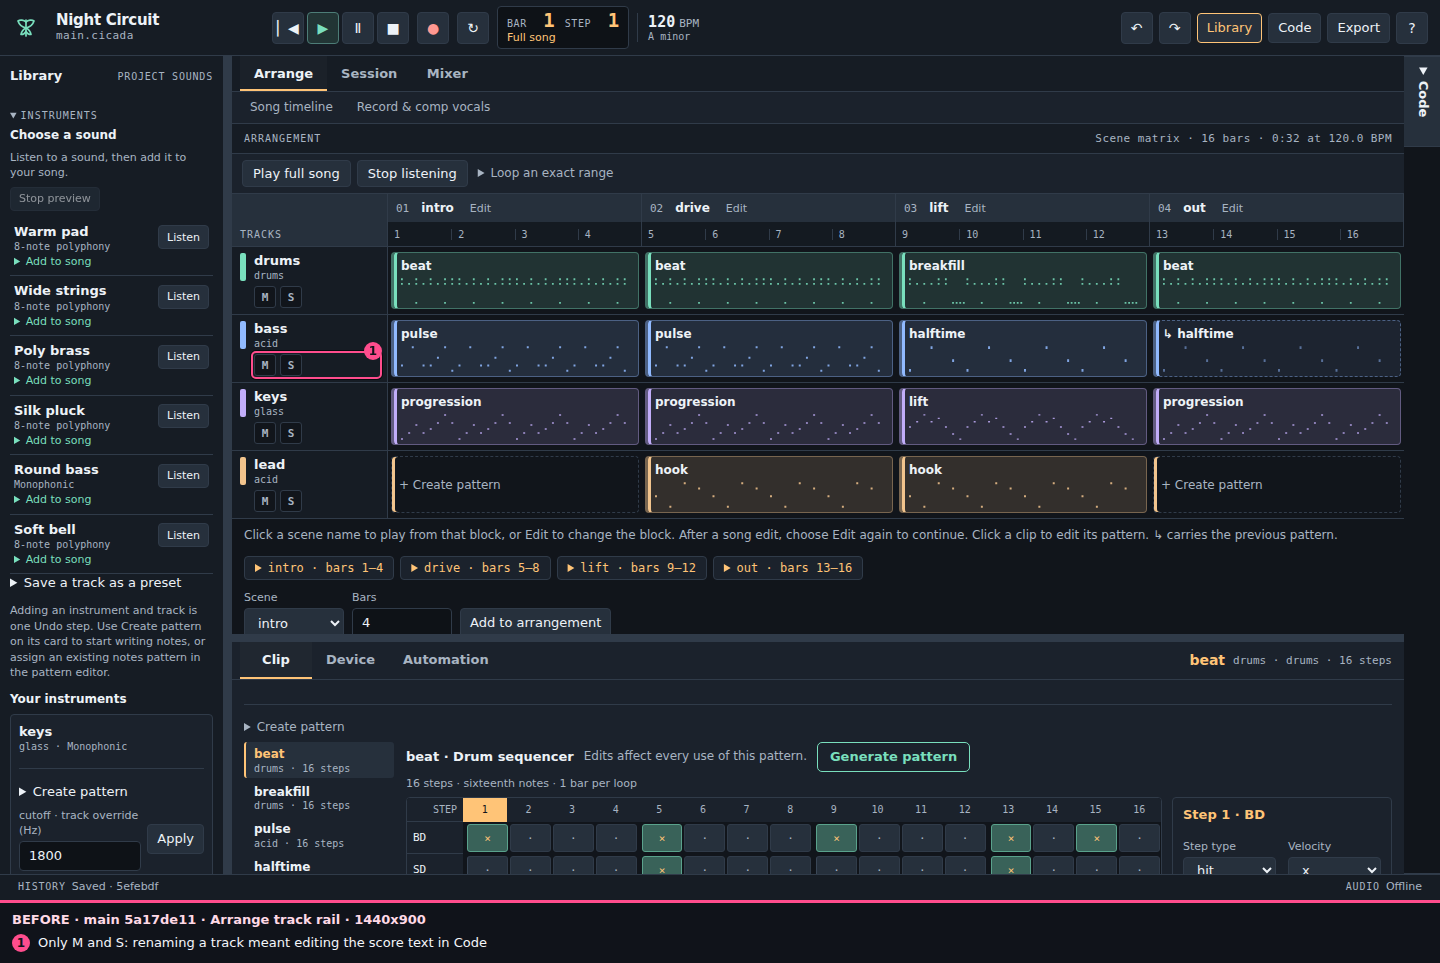 Night Circuit
main.cicada
BAR 1 STEP 1
Full song
120 BPM
A minor
Library
Code
Export
?
Library
PROJECT SOUNDS
INSTRUMENTS
Choose a sound
Listen to a sound, then add it to
your song.
Stop preview
Warm pad
8-note polyphony
Add to song
Listen
Wide strings
8-note polyphony
Add to song
Listen
Poly brass
8-note polyphony
Add to song
Listen
Silk pluck
8-note polyphony
Add to song
Listen
Round bass
Monophonic
Add to song
Listen
Soft bell
8-note polyphony
Add to song
Listen
Save a track as a preset
Adding an instrument and track is
one Undo step. Use Create pattern
on its card to start writing notes, or
assign an existing notes pattern in
the pattern editor.
Your instruments
keys
glass · Monophonic
Create pattern
cutoff · track override
(Hz)
1800
Apply
Arrange
Session
Mixer
Song timeline
Record & comp vocals
ARRANGEMENT
Scene matrix · 16 bars · 0:32 at 120.0 BPM
Play full song
Stop listening
Loop an exact range
01 intro Edit
02 drive Edit
03 lift Edit
04 out Edit
TRACKS
1 2 3 4 5 6 7 8 9 10 11 12 13 14 15 16
drums
drums
M S
beat
beat
breakfill
beat
bass
acid
M S
1
pulse
pulse
halftime
↳ halftime
keys
glass
M S
progression
progression
lift
progression
lead
acid
M S
+ Create pattern
hook
hook
+ Create pattern
Click a scene name to play from that block, or Edit to change the block. After a song edit, choose Edit again to continue. Click a clip to edit its pattern. ↳ carries the previous pattern.
intro · bars 1–4
drive · bars 5–8
lift · bars 9–12
out · bars 13–16
Scene
Bars
intro
4
Add to arrangement
Code
Clip
Device
Automation
beat drums · drums · 16 steps
Create pattern
beat
drums · 16 steps
breakfill
drums · 16 steps
pulse
acid · 16 steps
halftime
beat · Drum sequencer
Edits affect every use of this pattern.
Generate pattern
16 steps · sixteenth notes · 1 bar per loop
STEP 1 2 3 4 5 6 7 8 9 10 11 12 13 14 15 16
BD × · · · × · · · × · · · × · × ·
SD · · · · × · · · · · · · × · · ·
Step 1 · BD
Step type
Velocity
hit
x
HISTORY Saved · 5efebdf
AUDIO Offline
BEFORE · main 5a17de11 · Arrange track rail · 1440x900
1 Only M and S: renaming a track meant editing the score text in Code